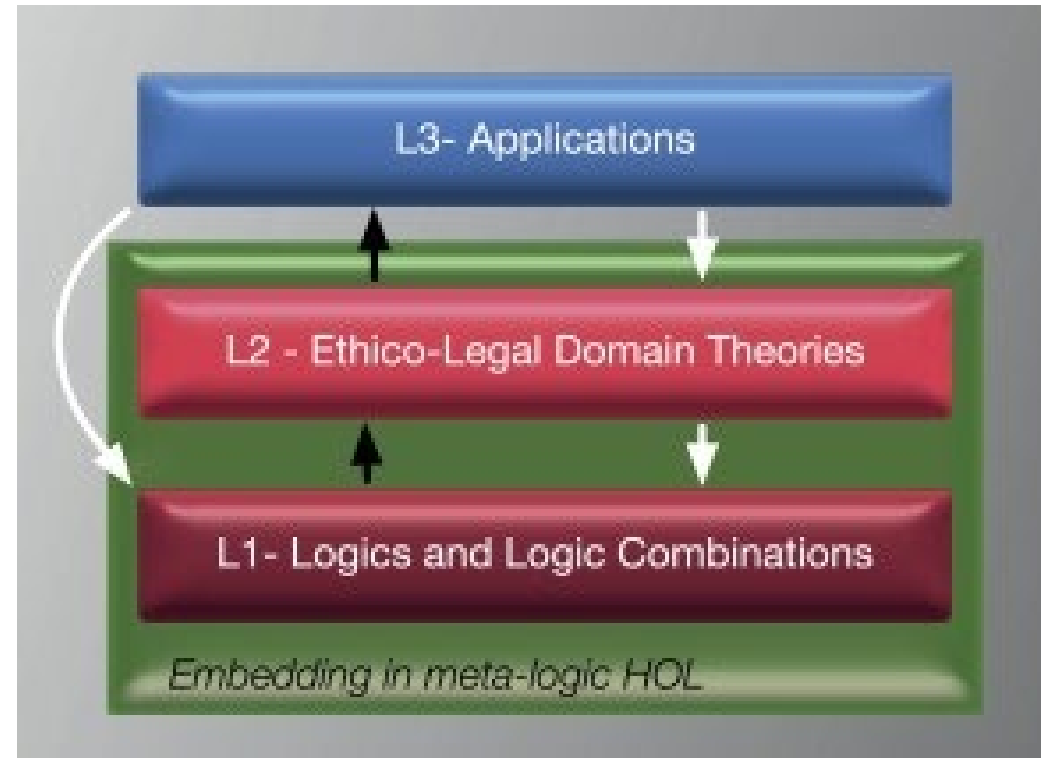 L3- Applications
L2 - Ethico-Legal Domain Theories
L1- Logics and Logic Combinations
Embedding in meta-logic HOL